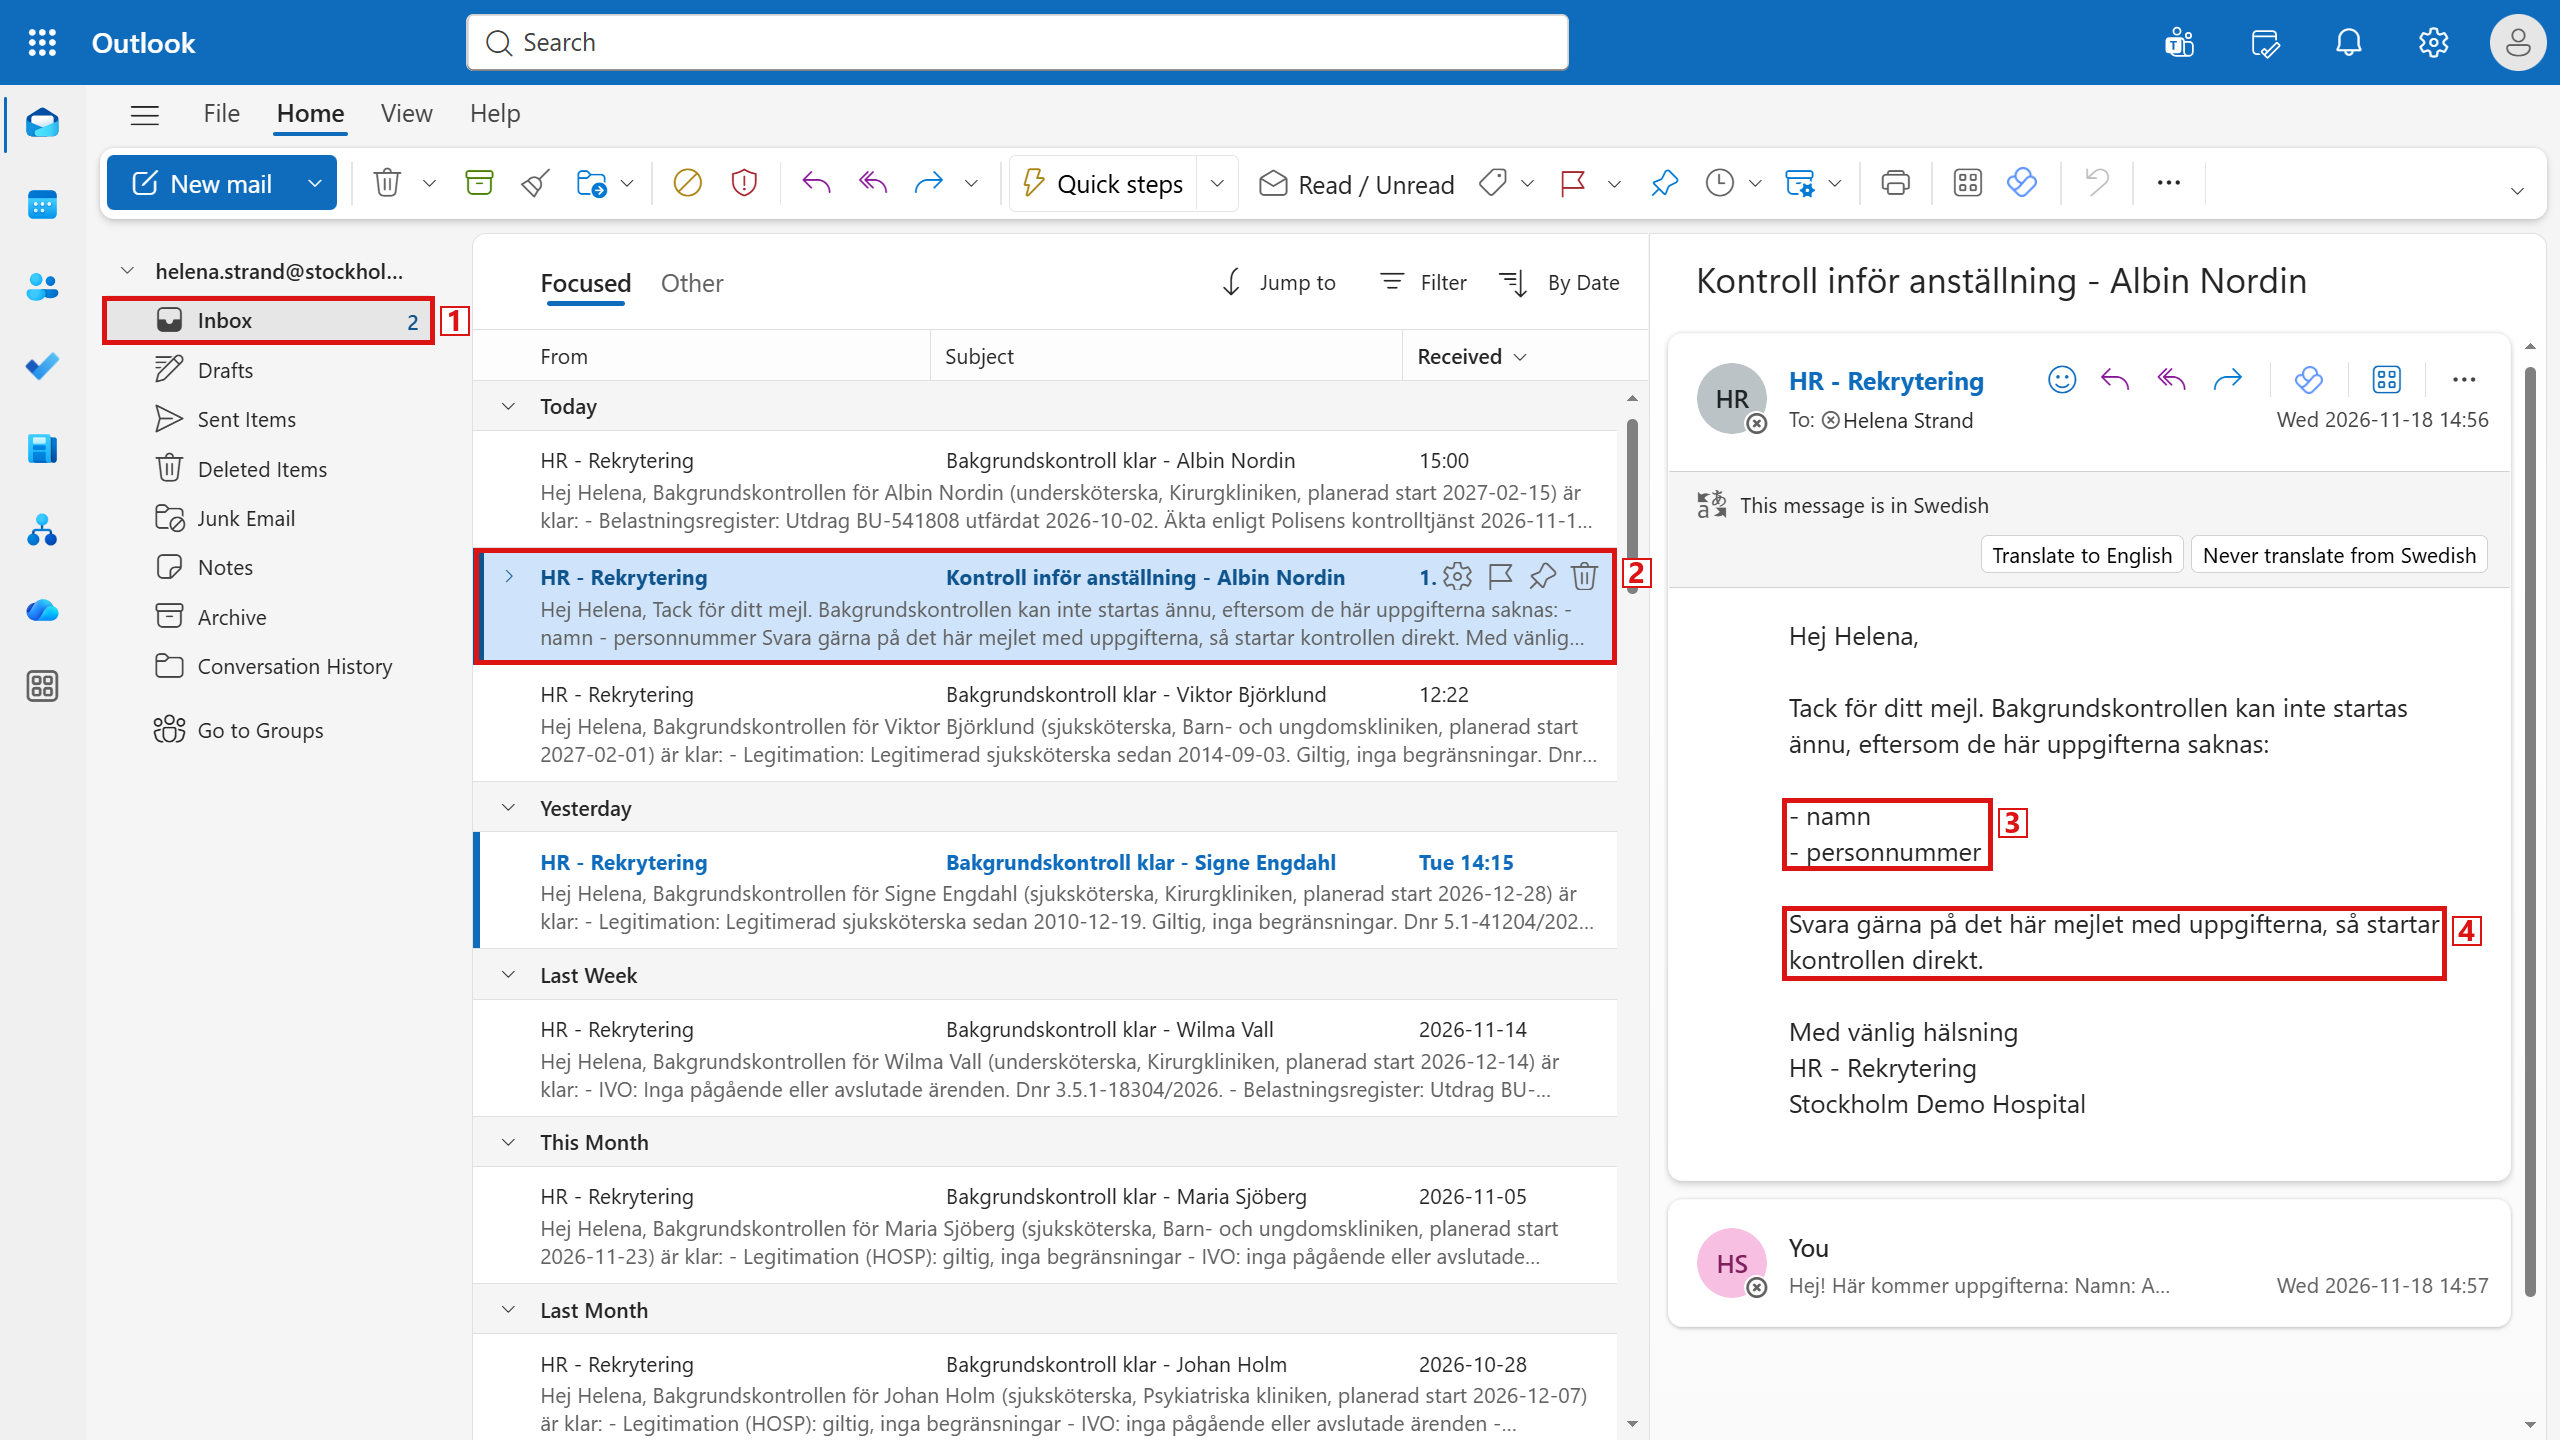 Outlook
Search
File Home View Help
New mail
Quick steps
Read / Unread
helena.strand@stockhol...
Inbox 2
1
Drafts
Sent Items
Deleted Items
Junk Email
Notes
Archive
Conversation History
Go to Groups
Focused Other Jump to Filter By Date
From Subject Received
Today
HR - Rekrytering Bakgrundskontroll klar - Albin Nordin 15:00
Hej Helena, Bakgrundskontrollen för Albin Nordin (undersköterska, Kirurgkliniken, planerad start 2027-02-15) är
klar: - Belastningsregister: Utdrag BU-541808 utfärdat 2026-10-02. Äkta enligt Polisens kontrolltjänst 2026-11-1...
HR - Rekrytering Kontroll inför anställning - Albin Nordin 1.
2
Hej Helena, Tack för ditt mejl. Bakgrundskontrollen kan inte startas ännu, eftersom de här uppgifterna saknas: -
namn - personnummer Svara gärna på det här mejlet med uppgifterna, så startar kontrollen direkt. Med vänlig...
HR - Rekrytering Bakgrundskontroll klar - Viktor Björklund 12:22
Hej Helena, Bakgrundskontrollen för Viktor Björklund (sjuksköterska, Barn- och ungdomskliniken, planerad start
2027-02-01) är klar: - Legitimation: Legitimerad sjuksköterska sedan 2014-09-03. Giltig, inga begränsningar. Dnr...
Yesterday
HR - Rekrytering Bakgrundskontroll klar - Signe Engdahl Tue 14:15
Hej Helena, Bakgrundskontrollen för Signe Engdahl (sjuksköterska, Kirurgkliniken, planerad start 2026-12-28) är
klar: - Legitimation: Legitimerad sjuksköterska sedan 2010-12-19. Giltig, inga begränsningar. Dnr 5.1-41204/202...
Last Week
HR - Rekrytering Bakgrundskontroll klar - Wilma Vall 2026-11-14
Hej Helena, Bakgrundskontrollen för Wilma Vall (undersköterska, Kirurgkliniken, planerad start 2026-12-14) är
klar: - IVO: Inga pågående eller avslutade ärenden. Dnr 3.5.1-18304/2026. - Belastningsregister: Utdrag BU-...
This Month
HR - Rekrytering Bakgrundskontroll klar - Maria Sjöberg 2026-11-05
Hej Helena, Bakgrundskontrollen för Maria Sjöberg (sjuksköterska, Barn- och ungdomskliniken, planerad start
2026-11-23) är klar: - Legitimation (HOSP): giltig, inga begränsningar - IVO: inga pågående eller avslutade...
Last Month
HR - Rekrytering Bakgrundskontroll klar - Johan Holm 2026-10-28
Hej Helena, Bakgrundskontrollen för Johan Holm (sjuksköterska, Psykiatriska kliniken, planerad start 2026-12-07)
är klar: - Legitimation (HOSP): giltig, inga begränsningar - IVO: inga pågående eller avslutade ärenden -...
Kontroll inför anställning - Albin Nordin
HR
HR - Rekrytering
To: Helena Strand
Wed 2026-11-18 14:56
This message is in Swedish
Translate to English Never translate from Swedish
Hej Helena,
Tack för ditt mejl. Bakgrundskontrollen kan inte startas
ännu, eftersom de här uppgifterna saknas:
- namn
- personnummer
3
Svara gärna på det här mejlet med uppgifterna, så startar
kontrollen direkt.
4
Med vänlig hälsning
HR - Rekrytering
Stockholm Demo Hospital
HS
You
Hej! Här kommer uppgifterna: Namn: A... Wed 2026-11-18 14:57